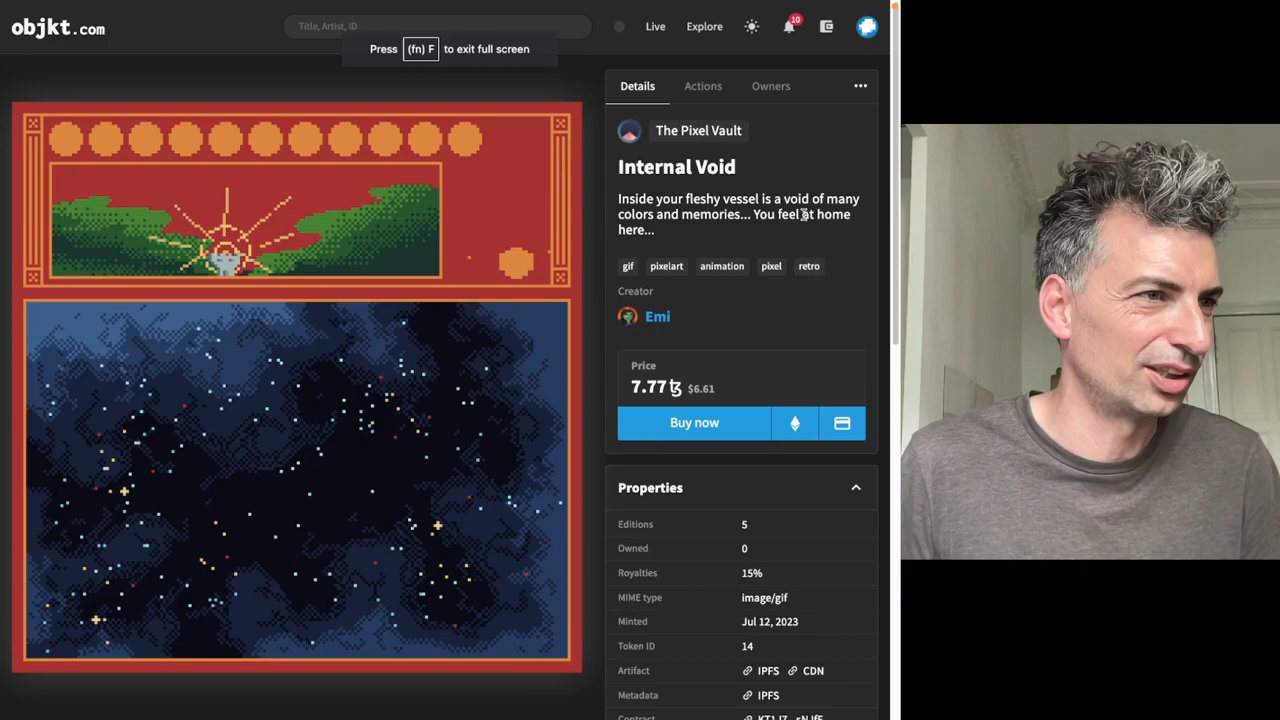 objkt.com
Title, Artist, ID
Live
Explore
10
Press (fn) F to exit full screen
Details
Actions
Owners
The Pixel Vault
Internal Void
Inside your fleshy vessel is a void of many
colors and memories... You feel at home
here...
gif
pixelart
animation
pixel
retro
Creator
Emi
Price
7.77ꜩ $6.61
Buy now
Properties
Editions 5
Owned 0
Royalties 15%
MIME type image/gif
Minted Jul 12, 2023
Token ID 14
Artifact IPFS CDN
Metadata IPFS